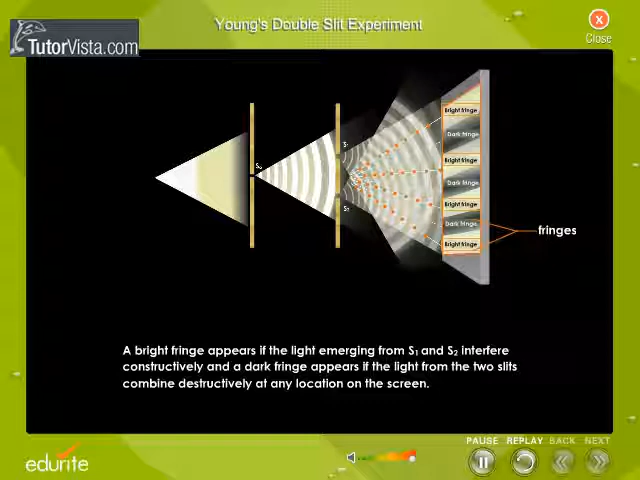 Young's Double Slit Experiment
Close
TutorVista.com
Bright fringe
Dark fringe
Bright fringe
Dark fringe
Bright fringe
Dark fringe
Bright fringe
S₀
S₁
S₂
fringes
A bright fringe appears if the light emerging from S₁ and S₂ interfere
constructively and a dark fringe appears if the light from the two slits
combine destructively at any location on the screen.
PAUSE REPLAY BACK NEXT
edurite